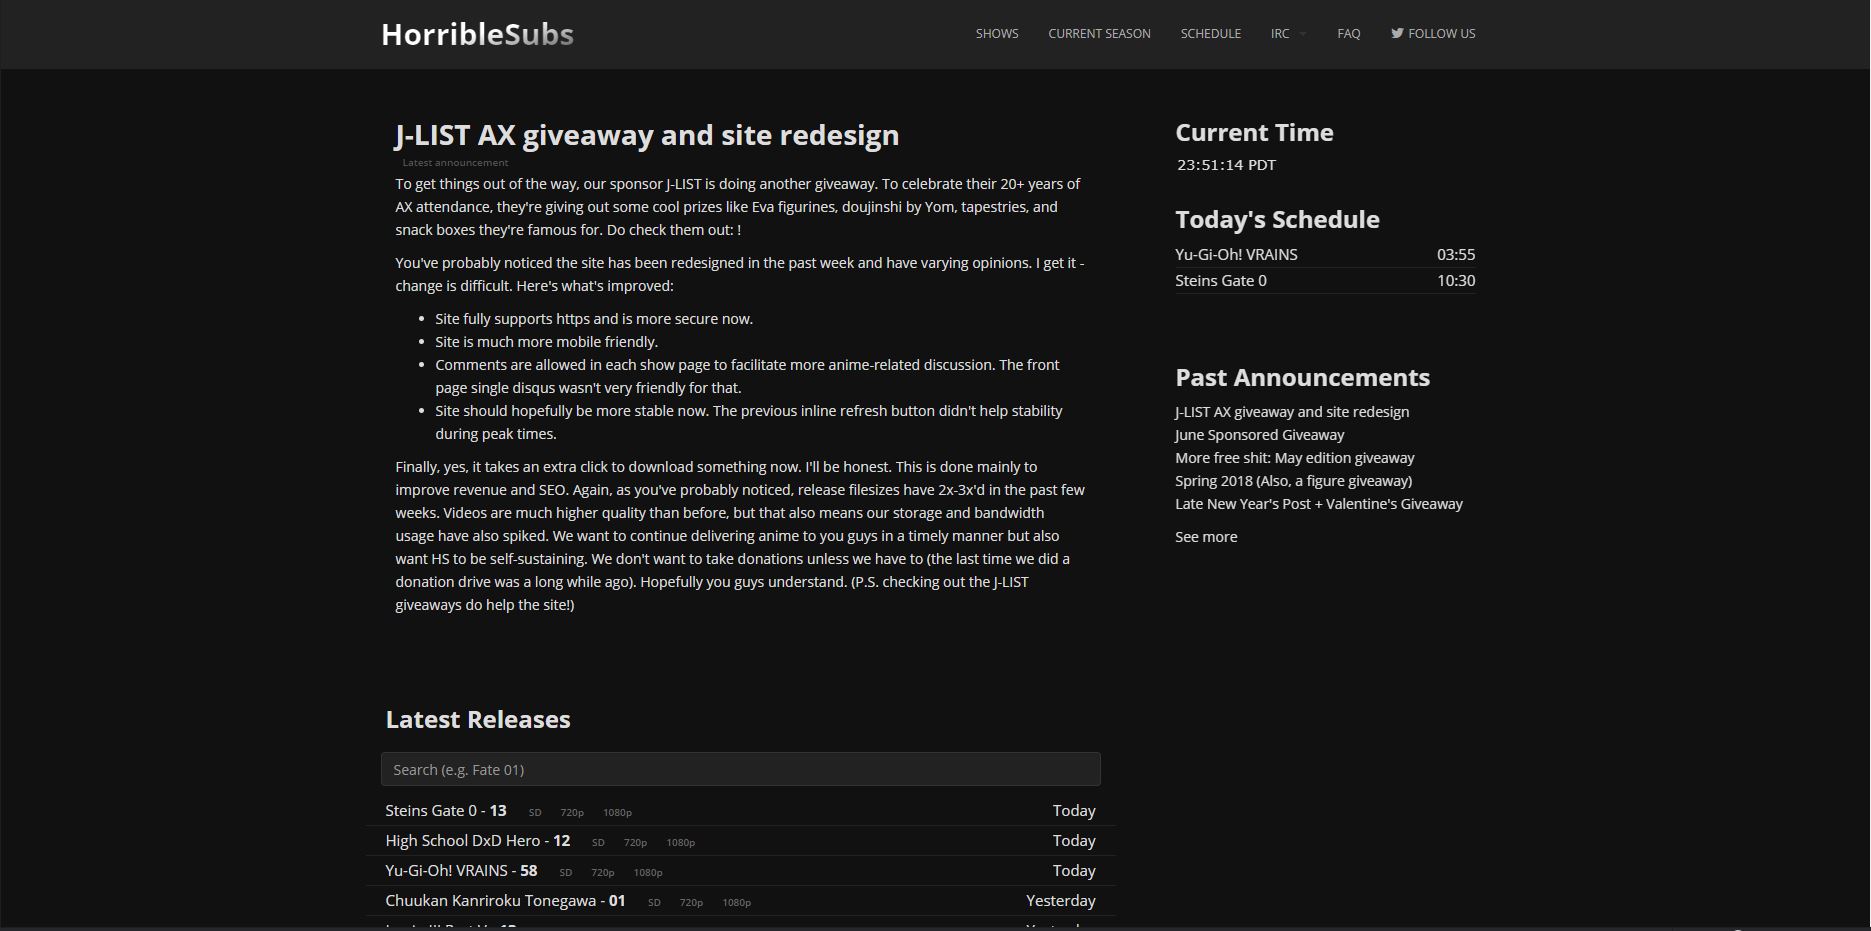 HorribleSubs
SHOWS
CURRENT SEASON
SCHEDULE
IRC
FAQ
FOLLOW US
J-LIST AX giveaway and site redesign
Latest announcement
To get things out of the way, our sponsor J-LIST is doing another giveaway. To celebrate their 20+ years of
AX attendance, they're giving out some cool prizes like Eva figurines, doujinshi by Yom, tapestries, and
snack boxes they're famous for. Do check them out: !
You've probably noticed the site has been redesigned in the past week and have varying opinions. I get it -
change is difficult. Here's what's improved:
• Site fully supports https and is more secure now.
• Site is much more mobile friendly.
• Comments are allowed in each show page to facilitate more anime-related discussion. The front
page single disqus wasn't very friendly for that.
• Site should hopefully be more stable now. The previous inline refresh button didn't help stability
during peak times.
Finally, yes, it takes an extra click to download something now. I'll be honest. This is done mainly to
improve revenue and SEO. Again, as you've probably noticed, release filesizes have 2x-3x'd in the past few
weeks. Videos are much higher quality than before, but that also means our storage and bandwidth
usage have also spiked. We want to continue delivering anime to you guys in a timely manner but also
want HS to be self-sustaining. We don't want to take donations unless we have to (the last time we did a
donation drive was a long while ago). Hopefully you guys understand. (P.S. checking out the J-LIST
giveaways do help the site!)
Latest Releases
Search (e.g. Fate 01)
Steins Gate 0 - 13 SD 720p 1080p Today
High School DxD Hero - 12 SD 720p 1080p Today
Yu-Gi-Oh! VRAINS - 58 SD 720p 1080p Today
Chuukan Kanriroku Tonegawa - 01 SD 720p 1080p Yesterday
Current Time
23:51:14 PDT
Today's Schedule
Yu-Gi-Oh! VRAINS 03:55
Steins Gate 0 10:30
Past Announcements
J-LIST AX giveaway and site redesign
June Sponsored Giveaway
More free shit: May edition giveaway
Spring 2018 (Also, a figure giveaway)
Late New Year's Post + Valentine's Giveaway
See more